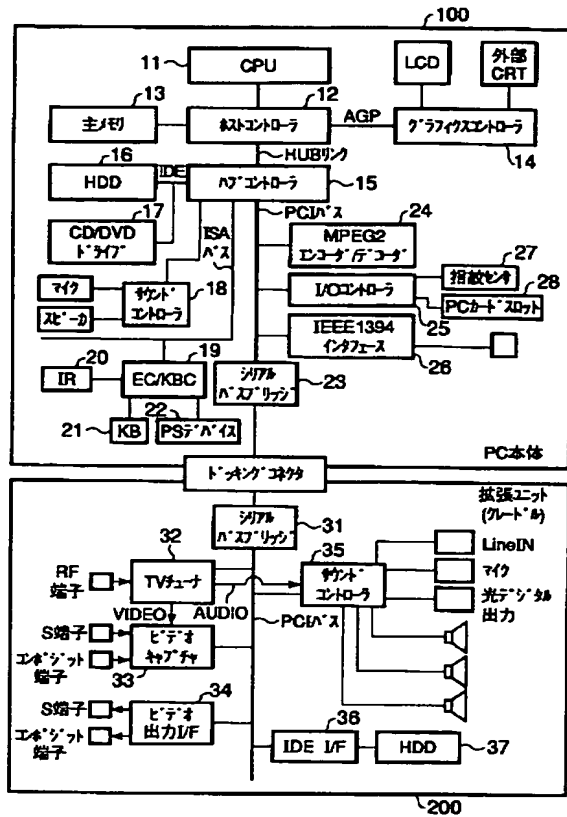 100
11
CPU
LCD
外部
CRT
13
12
主メモリ
ホストコントローラ
AGP
グラフィクスコントローラ
14
HUBリンク
16
IDE
HDD
ハブコントローラ
15
17
CD/DVD
ドライブ
PCIバス
24
MPEG2
エンコーダ/デコーダ
ISA
バス
27
指紋センサ
28
マイク
サウンド
コントローラ
18
I/Oコントローラ
25
PCカードスロット
スピーカ
IEEE1394
インタフェース
26
20
19
IR
EC/KBC
シリアル
バスブリッジ
23
21
KB
22
PSデバイス
PC本体
ドッキングコネクタ
拡張ユニット
(クレードル)
シリアル
バスブリッジ
31
32
35
LineIN
RF
端子
TVチューナ
サウンド
コントローラ
マイク
光デジタル
出力
VIDEO
AUDIO
PCIバス
S端子
ビデオ
キャプチャ
コンポジット
端子
33
34
S端子
ビデオ
出力I/F
コンポジット
端子
36
IDE I/F
HDD
37
200